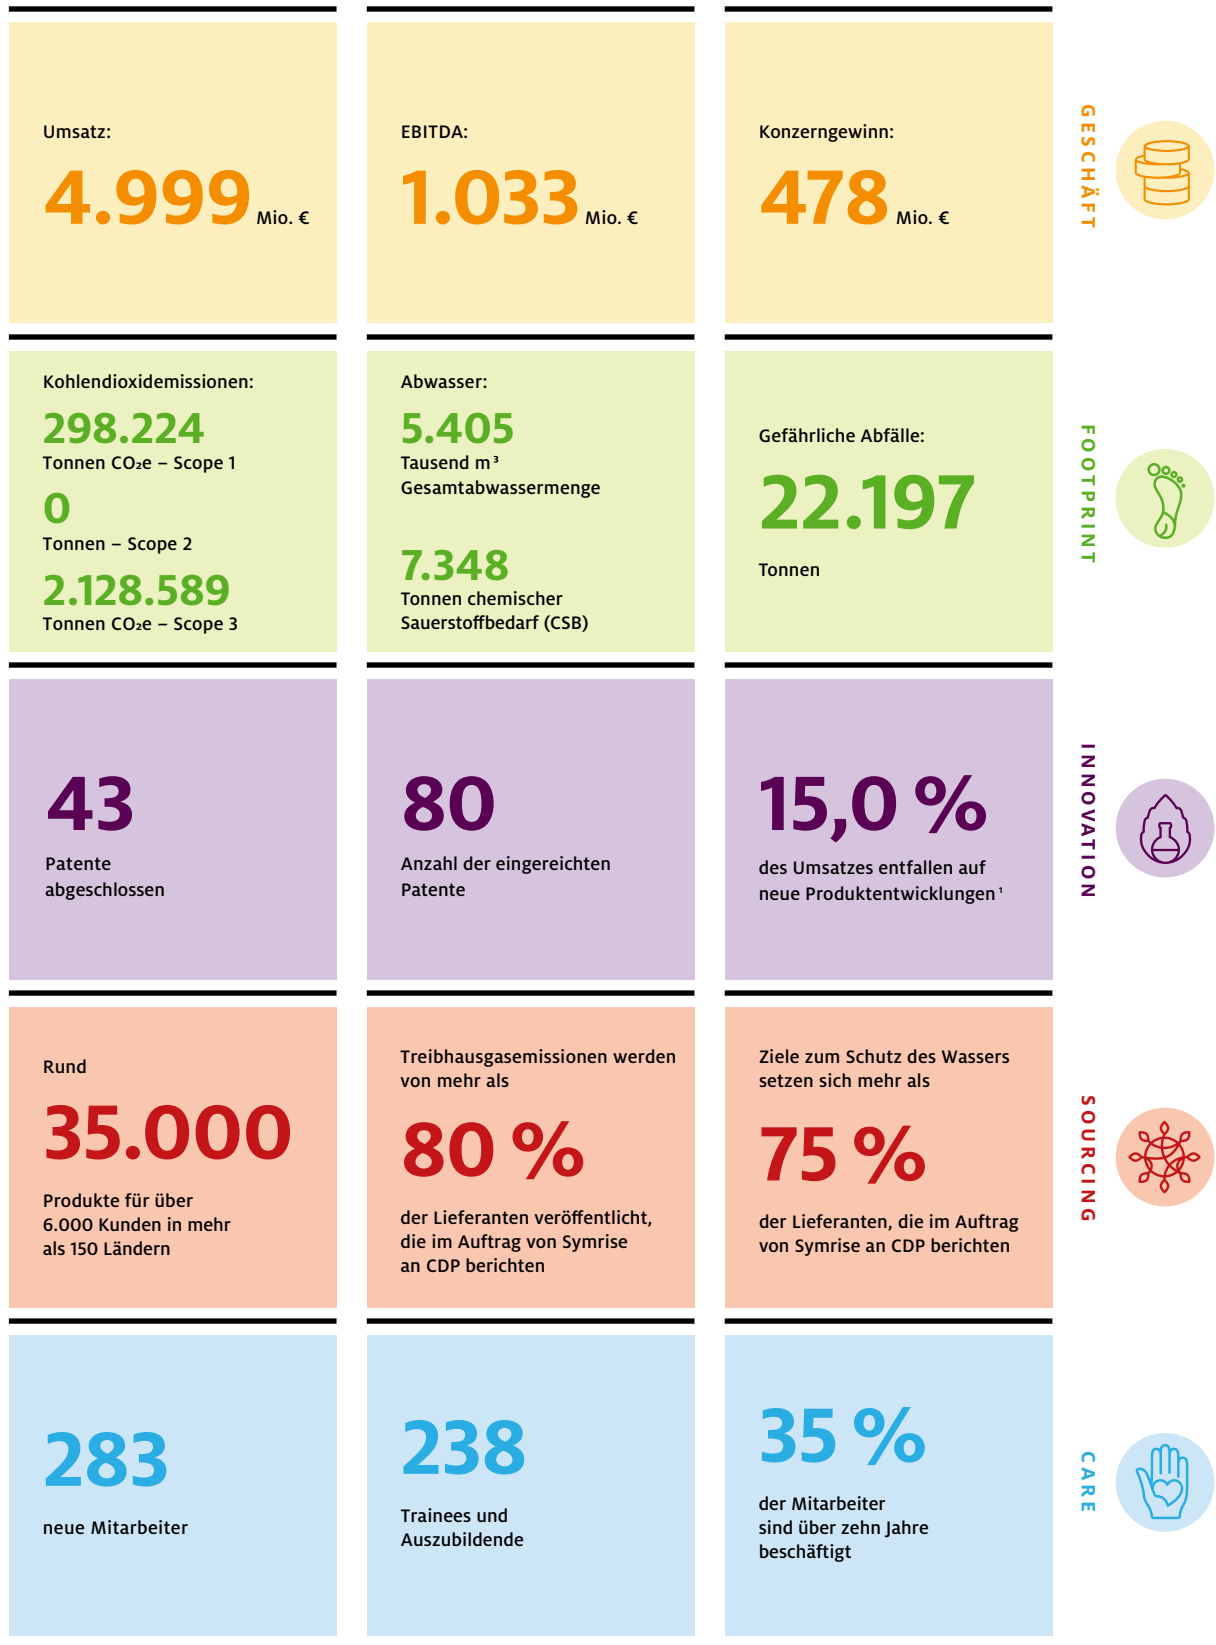 Umsatz:
4.999 Mio. €
EBITDA:
1.033 Mio. €
Konzerngewinn:
478 Mio. €
GESCHÄFT
Kohlendioxidemissionen:
298.224
Tonnen CO₂e – Scope 1
0
Tonnen – Scope 2
2.128.589
Tonnen CO₂e – Scope 3
Abwasser:
5.405
Tausend m³
Gesamtabwassermenge
7.348
Tonnen chemischer
Sauerstoffbedarf (CSB)
Gefährliche Abfälle:
22.197
Tonnen
FOOTPRINT
43
Patente
abgeschlossen
80
Anzahl der eingereichten
Patente
15,0 %
des Umsatzes entfallen auf
neue Produktentwicklungen¹
INNOVATION
Rund
35.000
Produkte für über
6.000 Kunden in mehr
als 150 Ländern
Treibhausgasemissionen werden
von mehr als
80 %
der Lieferanten veröffentlicht,
die im Auftrag von Symrise
an CDP berichten
Ziele zum Schutz des Wassers
setzen sich mehr als
75 %
der Lieferanten, die im Auftrag
von Symrise an CDP berichten
SOURCING
283
neue Mitarbeiter
238
Trainees und
Auszubildende
35 %
der Mitarbeiter
sind über zehn Jahre
beschäftigt
CARE